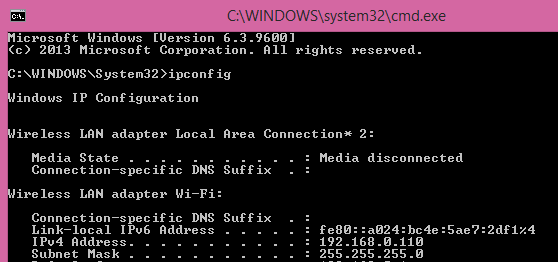 C:\WINDOWS\system32\cmd.exe
Microsoft Windows [Version 6.3.9600]
(c) 2013 Microsoft Corporation. All rights reserved.
C:\WINDOWS\System32>ipconfig
Windows IP Configuration
Wireless LAN adapter Local Area Connection* 2:
Media State . . . . . . . . . . . : Media disconnected
Connection-specific DNS Suffix  . :
Wireless LAN adapter Wi-Fi:
Connection-specific DNS Suffix  . :
Link-local IPv6 Address . . . . . : fe80::a024:bc4e:5ae7:2df1%4
IPv4 Address. . . . . . . . . . . : 192.168.0.110
Subnet Mask . . . . . . . . . . . : 255.255.255.0